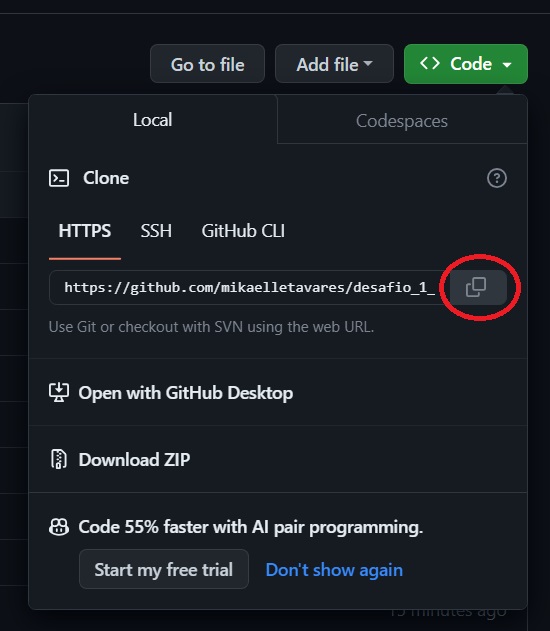 Go to file Add file <> Code
Local Codespaces
Clone
HTTPS SSH GitHub CLI
https://github.com/mikaelletavares/desafio_1_
Use Git or checkout with SVN using the web URL.
Open with GitHub Desktop
Download ZIP
Code 55% faster with AI pair programming.
Start my free trial Don't show again
15 minutes ago